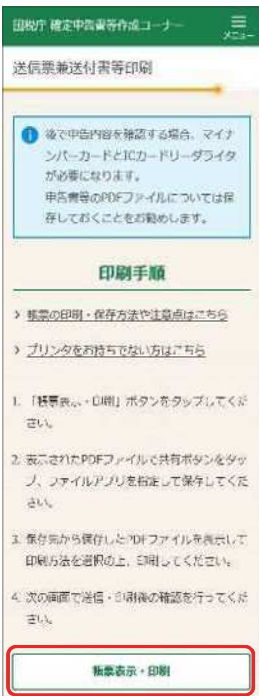 国税庁 確定申告書等作成コーナー
メニュー
送信票兼送付書等印刷
後で申告内容を確認する場合、マイナ
ンバーカードとICカードリーダライタ
が必要になります。
申告書等のPDFファイルについては保
存しておくことをお勧めします。
印刷手順
帳票の印刷・保存方法や注意点はこちら
プリンタをお持ちでない方はこちら
1. 「帳票表示・印刷」ボタンをタップしてくだ
さい。
2. 表示されたPDFファイルで共有ボタンをタッ
プ、ファイルアプリを指定して保存してくだ
さい。
3. 保存先から保存したPDFファイルを表示して
印刷方法を選択の上、印刷してください。
4. 次の画面で送信・印刷後の確認を行ってくだ
さい。
帳票表示・印刷